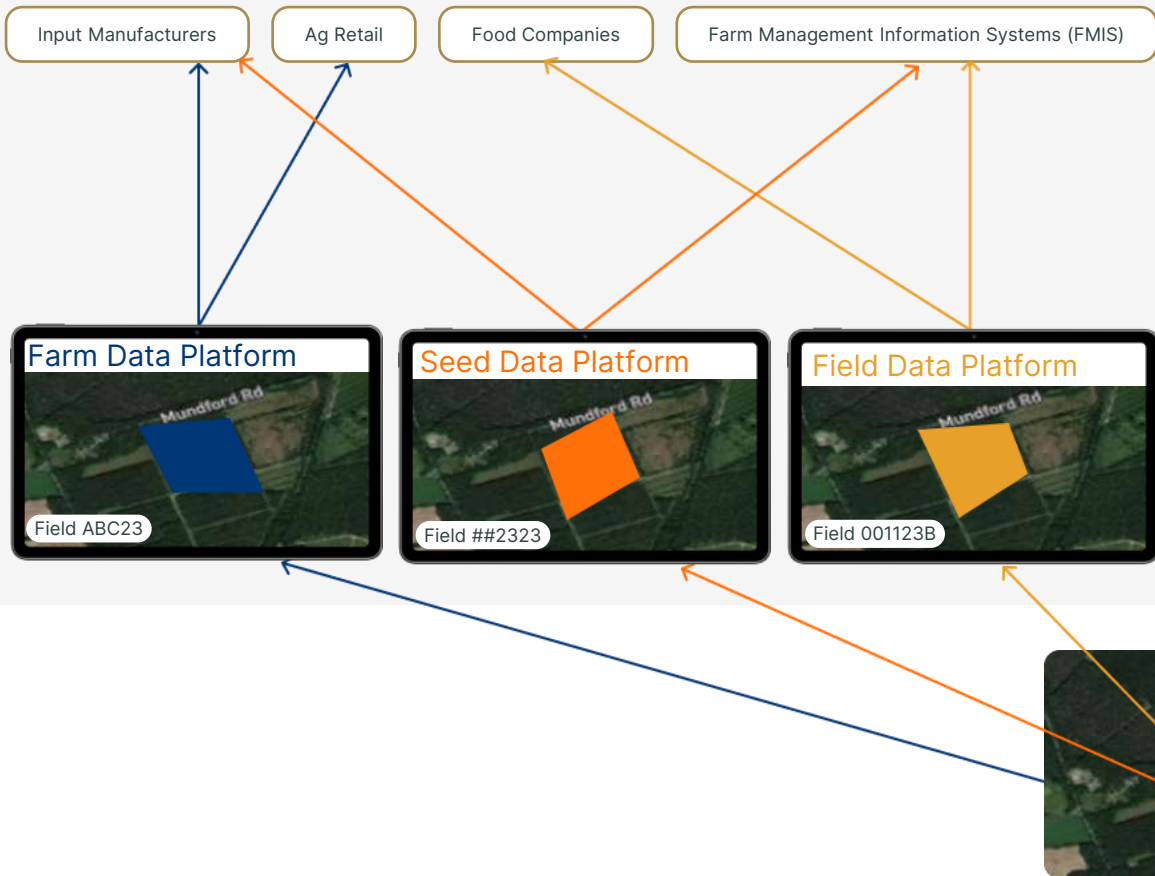 Input Manufacturers
Ag Retail
Food Companies
Farm Management Information Systems (FMIS)
Farm Data Platform
Mundford Rd
Field ABC23
Seed Data Platform
Mundford Rd
Field ##2323
Field Data Platform
Mundford Rd
Field 001123B